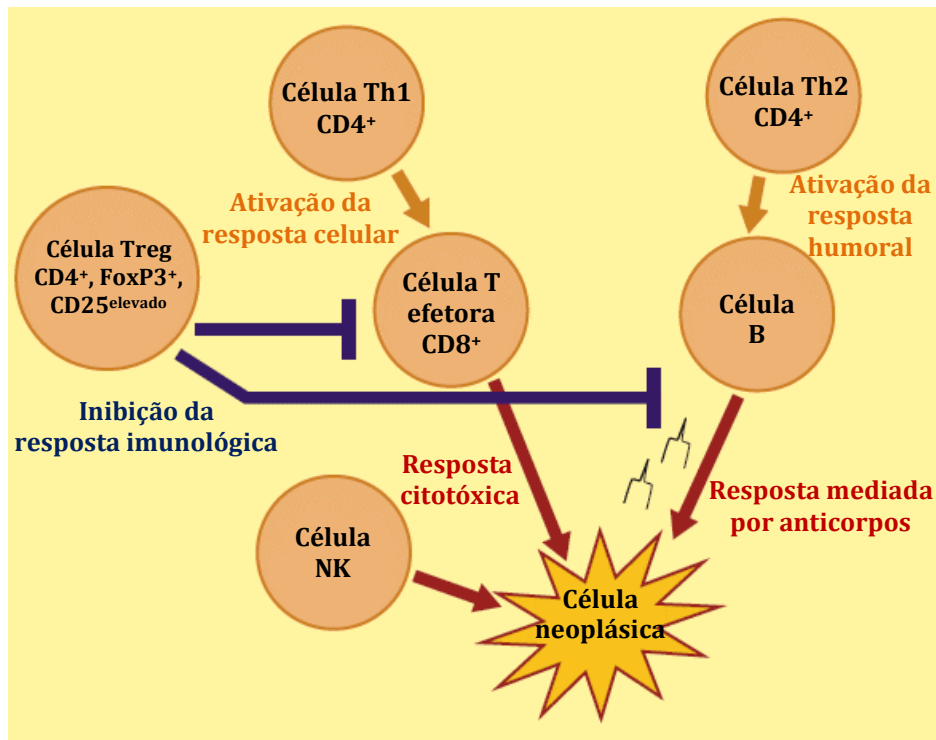 Célula Th1
CD4⁺
Célula Th2
CD4⁺
Ativação da
resposta celular
Ativação da
resposta
humoral
Célula Treg
CD4⁺, FoxP3⁺,
CD25ᵉˡᵉᵛᵃᵈᵒ
Célula T
efetora
CD8⁺
Célula
B
Inibição da
resposta imunológica
Resposta
citotóxica
Resposta mediada
por anticorpos
Célula
NK
Célula
neoplásica